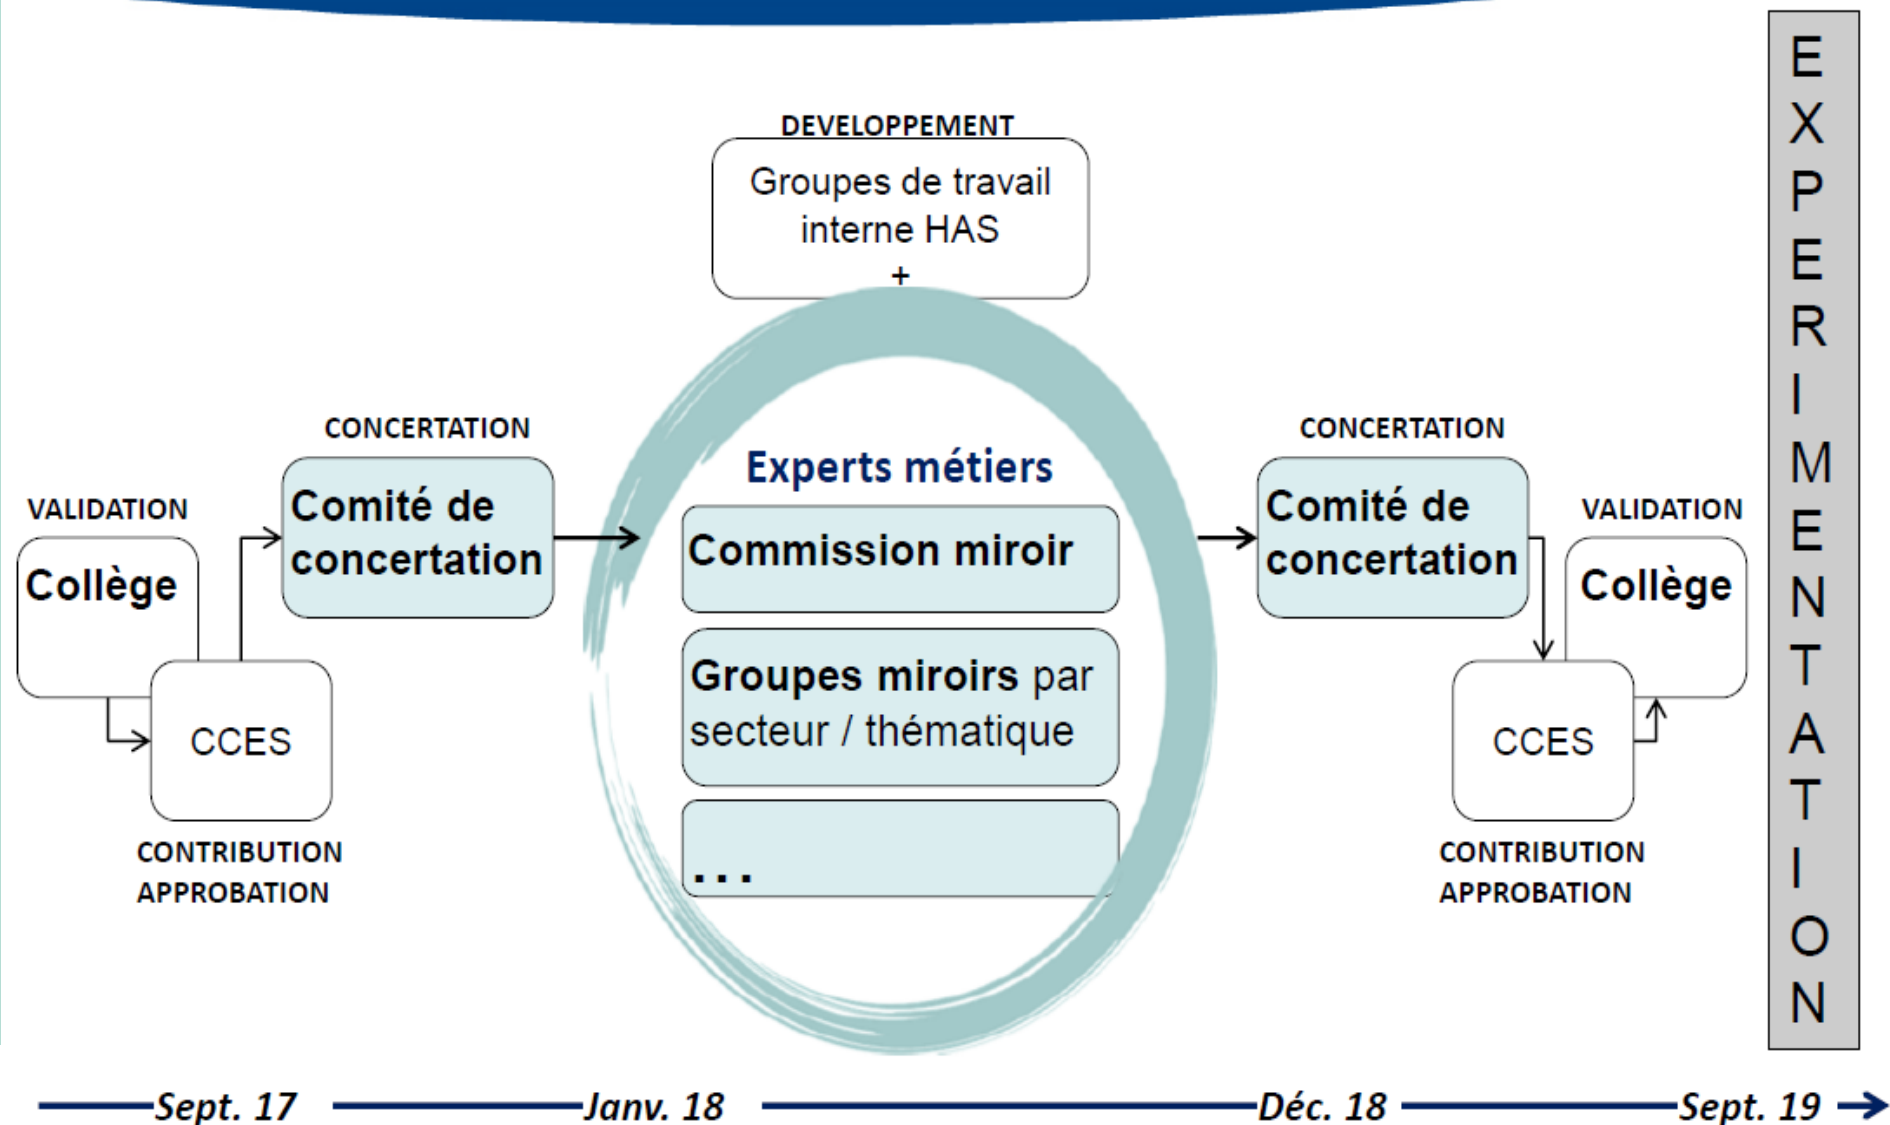 DEVELOPPEMENT
Groupes de travail
interne HAS
+
CONCERTATION
Comité de
concertation
VALIDATION
Collège
CCES
CONTRIBUTION
APPROBATION
Experts métiers
Commission miroir
Groupes miroirs par
secteur / thématique
...
CONCERTATION
Comité de
concertation
VALIDATION
Collège
CCES
CONTRIBUTION
APPROBATION
EXPERIMENTATION
Sept. 17
Janv. 18
Déc. 18
Sept. 19